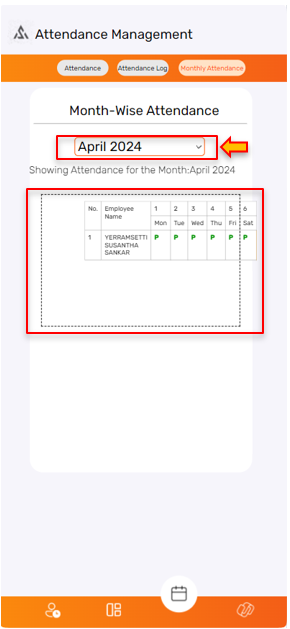 Attendance Management
Attendance Attendance Log Monthly Attendance
Month-Wise Attendance
April 2024
Showing Attendance for the Month:April 2024
No. Employee Name 1 2 3 4 5 6
Mon Tue Wed Thu Fri Sat
1 YERRAMSETTI SUSANTHA SANKAR P P P P P P